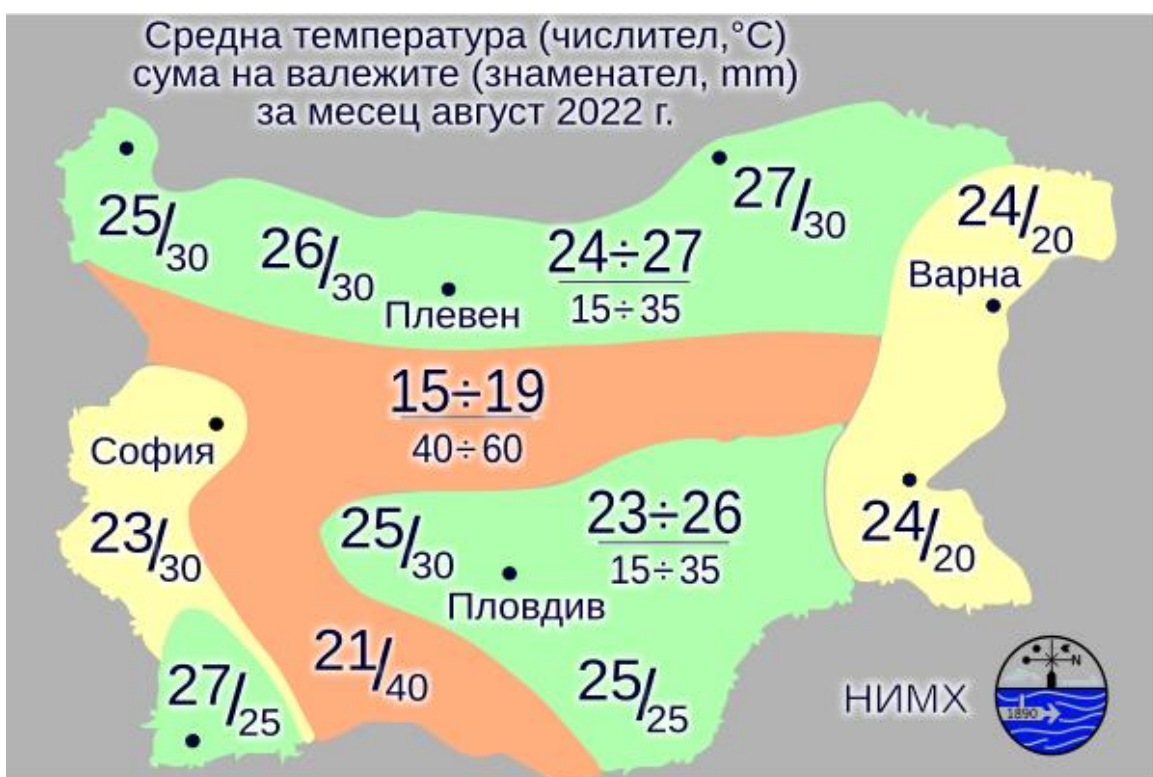 Средна температура (числител,°C)
сума на валежите (знаменател, mm)
за месец август 2022 г.
25/30
26/30
Плевен
24÷27
15÷35
27/30
24/20
Варна
15÷19
40÷60
София
23/30
25/30
Пловдив
23÷26
15÷35
24/20
27/25
21/40
25/25
НИМХ
N
1890